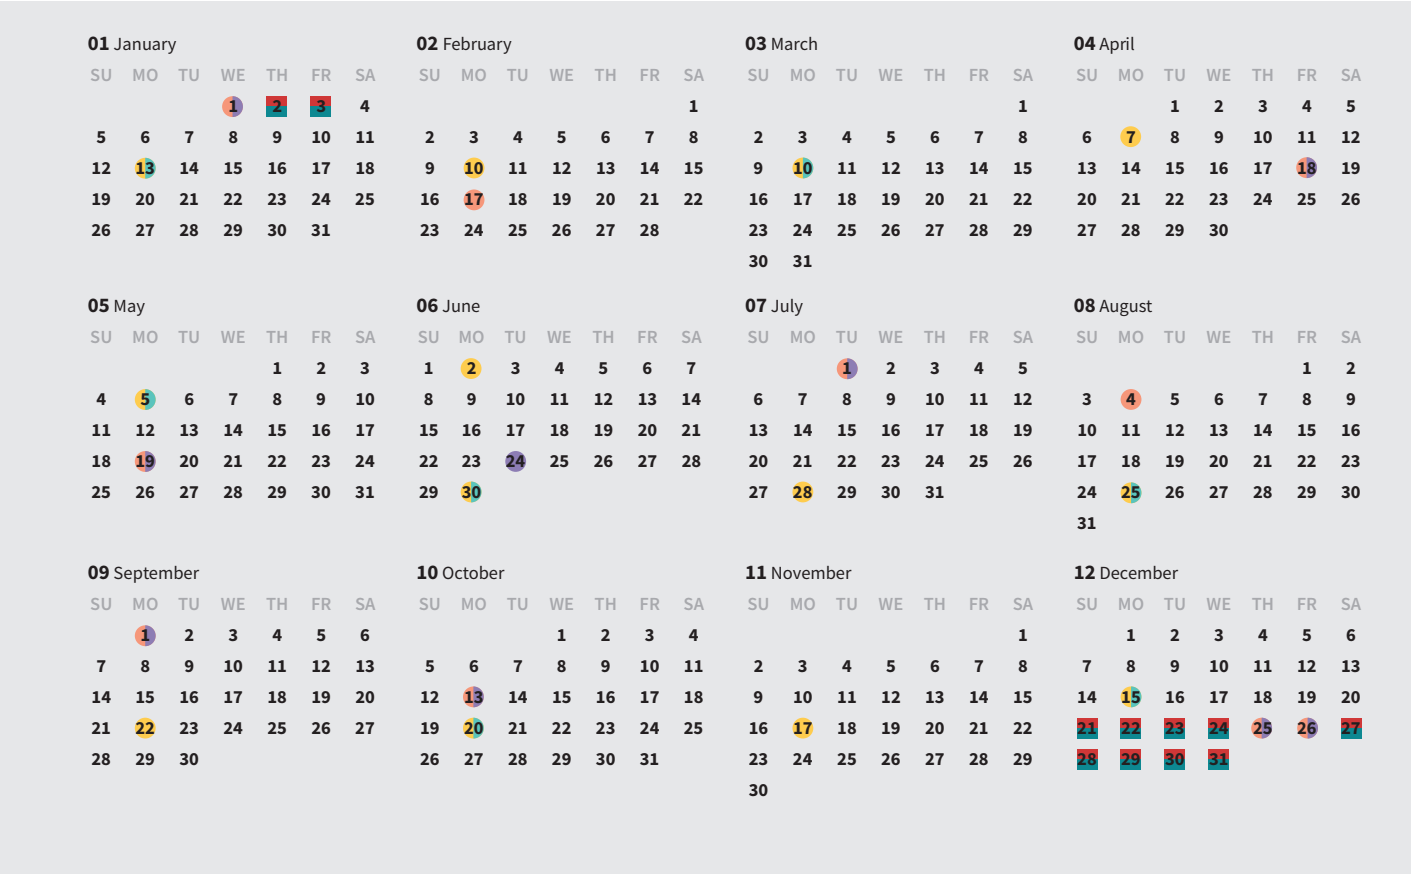 01 January
SU MO TU WE TH FR SA
1 2 3 4
5 6 7 8 9 10 11
12 13 14 15 16 17 18
19 20 21 22 23 24 25
26 27 28 29 30 31
02 February
SU MO TU WE TH FR SA
1
2 3 4 5 6 7 8
9 10 11 12 13 14 15
16 17 18 19 20 21 22
23 24 25 26 27 28
03 March
SU MO TU WE TH FR SA
1
2 3 4 5 6 7 8
9 10 11 12 13 14 15
16 17 18 19 20 21 22
23 24 25 26 27 28 29
30 31
04 April
SU MO TU WE TH FR SA
1 2 3 4 5
6 7 8 9 10 11 12
13 14 15 16 17 18 19
20 21 22 23 24 25 26
27 28 29 30
05 May
SU MO TU WE TH FR SA
1 2 3
4 5 6 7 8 9 10
11 12 13 14 15 16 17
18 19 20 21 22 23 24
25 26 27 28 29 30 31
06 June
SU MO TU WE TH FR SA
1 2 3 4 5 6 7
8 9 10 11 12 13 14
15 16 17 18 19 20 21
22 23 24 25 26 27 28
29 30
07 July
SU MO TU WE TH FR SA
1 2 3 4 5
6 7 8 9 10 11 12
13 14 15 16 17 18 19
20 21 22 23 24 25 26
27 28 29 30 31
08 August
SU MO TU WE TH FR SA
1 2
3 4 5 6 7 8 9
10 11 12 13 14 15 16
17 18 19 20 21 22 23
24 25 26 27 28 29 30
31
09 September
SU MO TU WE TH FR SA
1 2 3 4 5 6
7 8 9 10 11 12 13
14 15 16 17 18 19 20
21 22 23 24 25 26 27
28 29 30
10 October
SU MO TU WE TH FR SA
1 2 3 4
5 6 7 8 9 10 11
12 13 14 15 16 17 18
19 20 21 22 23 24 25
26 27 28 29 30 31
11 November
SU MO TU WE TH FR SA
1
2 3 4 5 6 7 8
9 10 11 12 13 14 15
16 17 18 19 20 21 22
23 24 25 26 27 28 29
30
12 December
SU MO TU WE TH FR SA
1 2 3 4 5 6
7 8 9 10 11 12 13
14 15 16 17 18 19 20
21 22 23 24 25 26 27
28 29 30 31